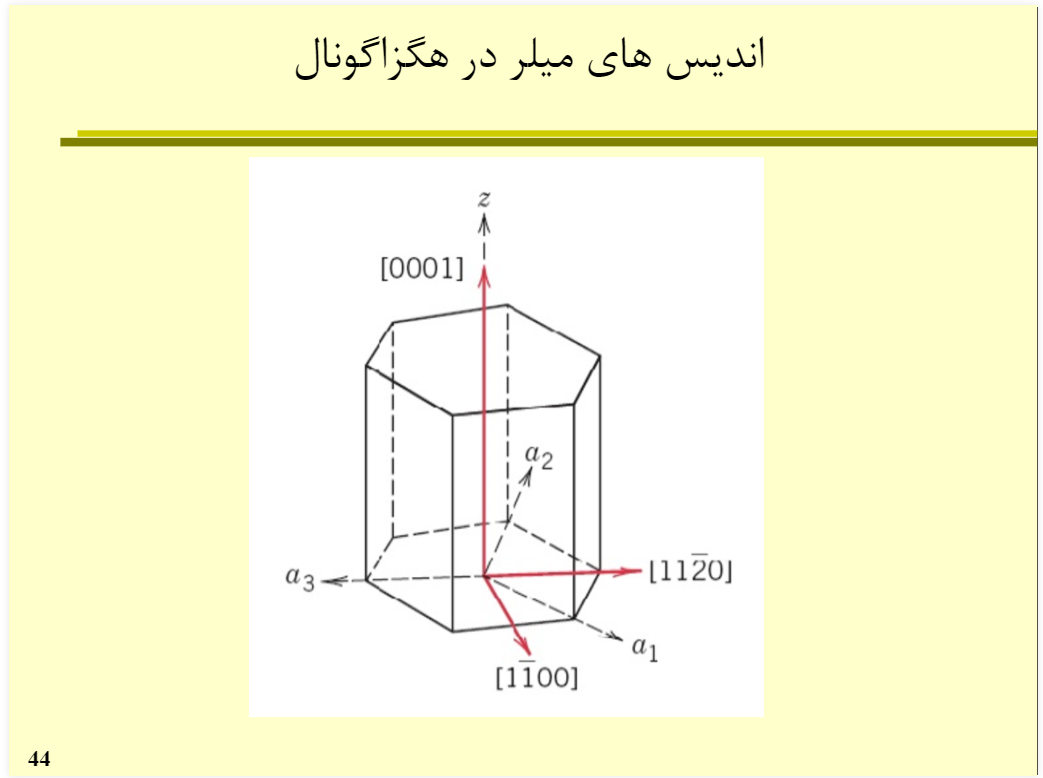 اندیس های میلر در هگزاگونال
z
[0001]
a2
a3
[112̅0]
a1
[11̅00]
44